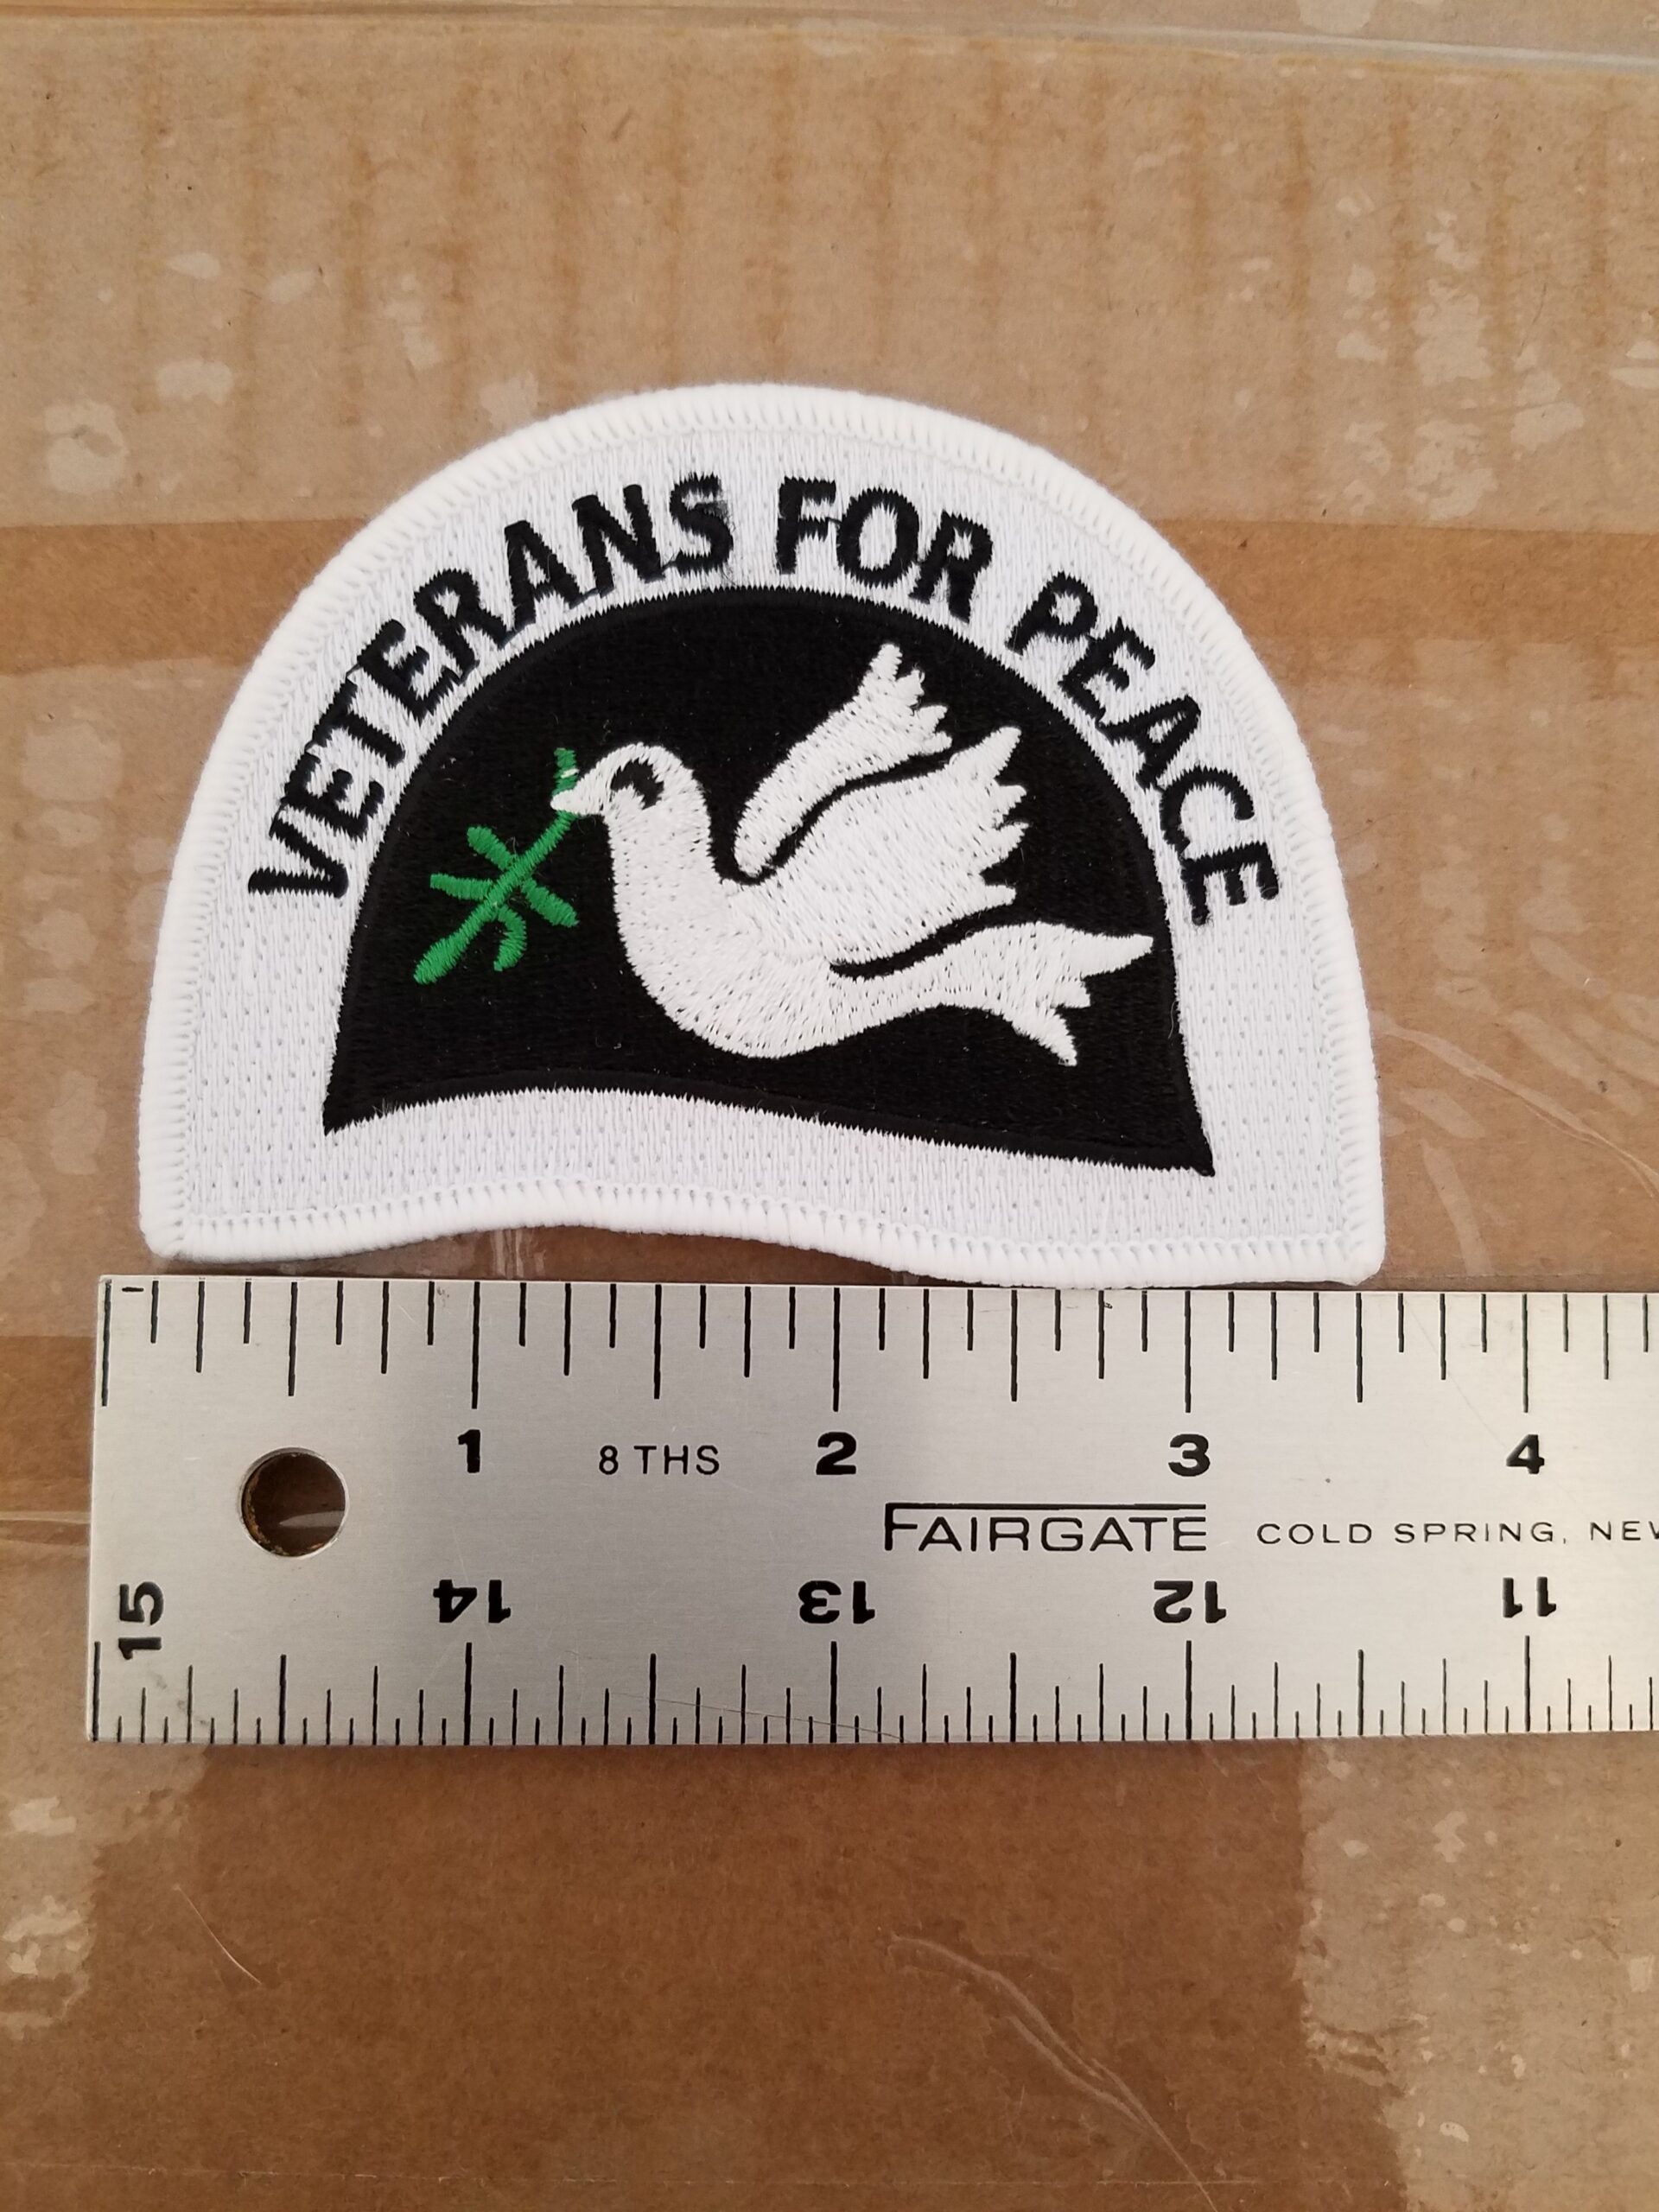 VETERANS FOR PEACE
1 8 THS 2 3 4
FAIRGATE COLD SPRING, NEW
15 14 13 12 11